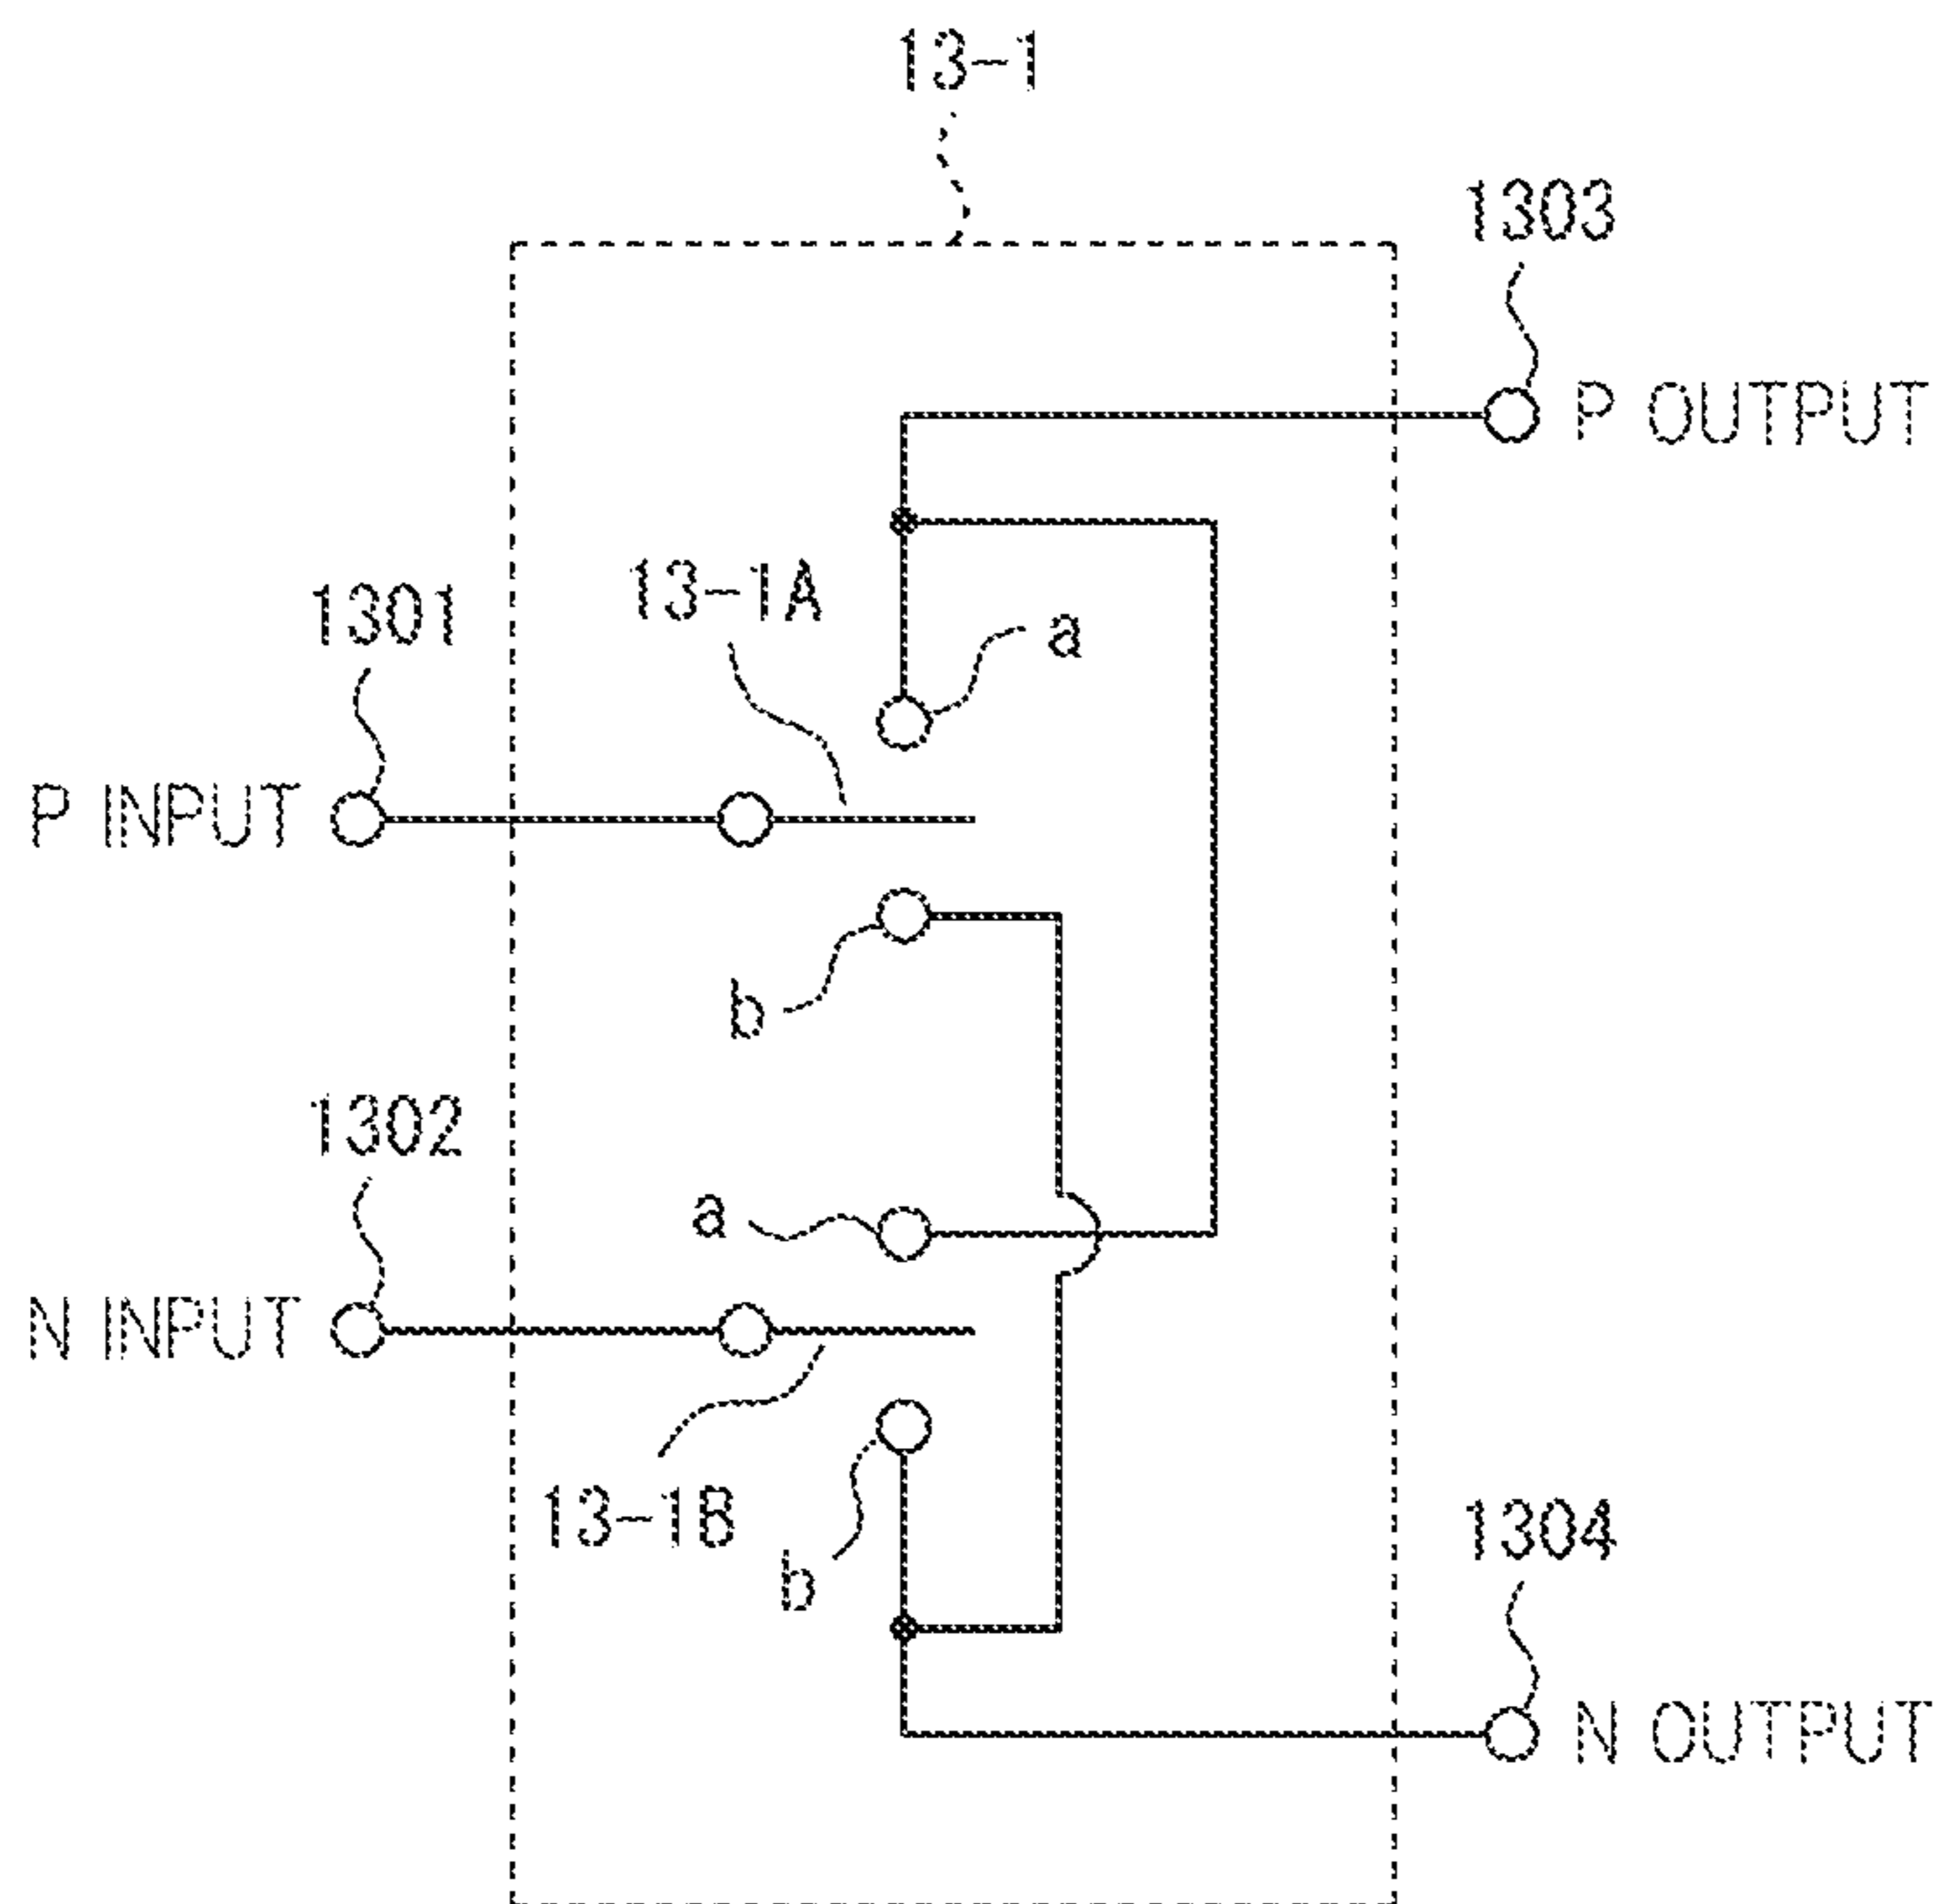 13-1
1303
P OUTPUT
13-1A
1301
a
P INPUT
b
1302
a
N INPUT
13-1B
b
1304
N OUTPUT